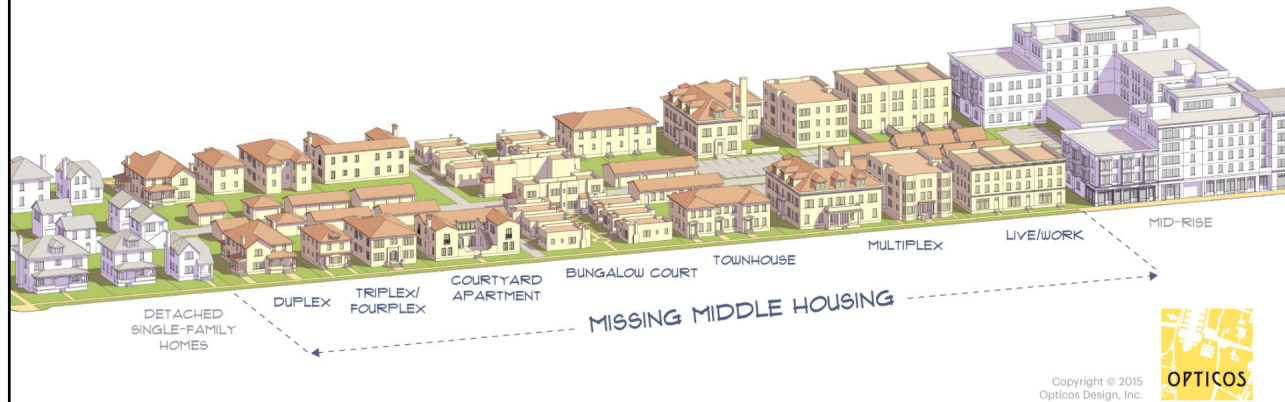 DETACHED
SINGLE-FAMILY
HOMES
DUPLEX
TRIPLEX/
FOURPLEX
COURTYARD
APARTMENT
BUNGALOW COURT
TOWNHOUSE
MULTIPLEX
LIVE/WORK
MID-RISE
MISSING MIDDLE HOUSING
Copyright © 2015
Opticos Design, Inc.
OPTICOS